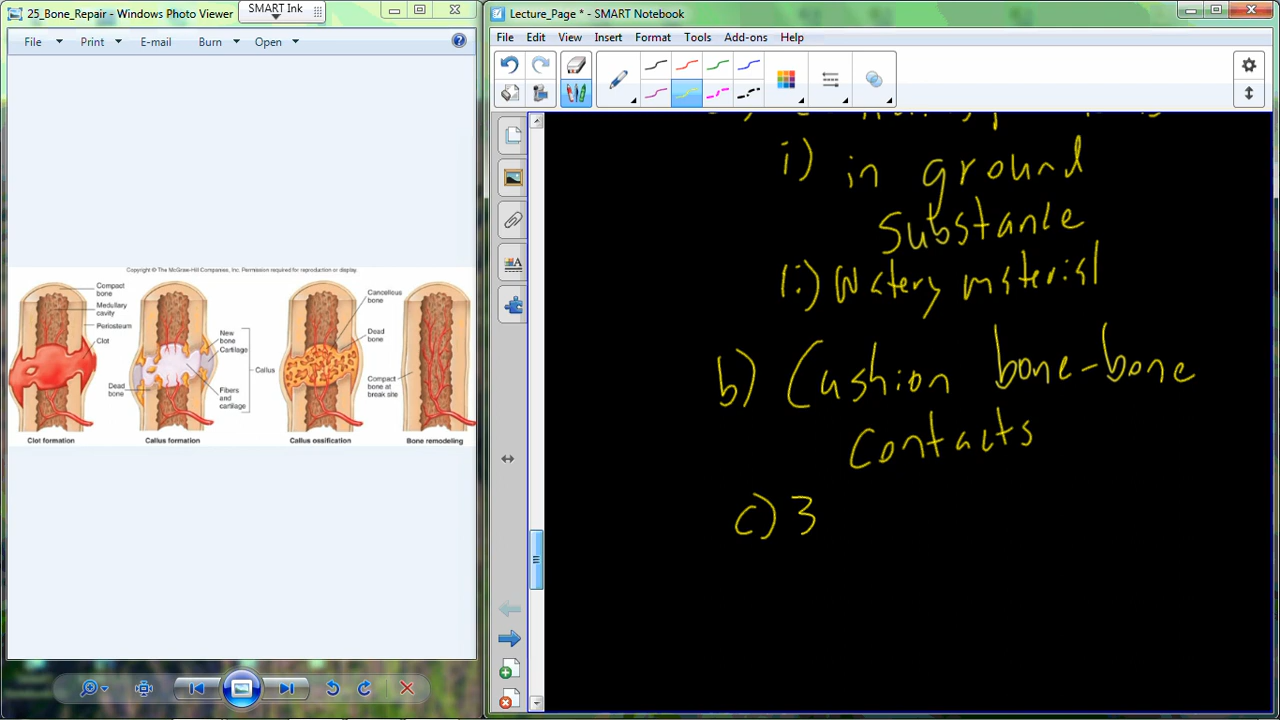 25_Bone_Repair - Windows Photo Viewer
SMART Ink
File Print E-mail Burn Open
Copyright © The McGraw-Hill Companies, Inc. Permission required for reproduction or display.
Compact bone
Medullary cavity
Periosteum
Clot
Dead bone
New bone
Cartilage
Callus
Fibers and cartilage
Cancellous bone
Dead bone
Compact bone at break site
Clot formation
Callus formation
Callus ossification
Bone remodeling
Lecture_Page * - SMART Notebook
File Edit View Insert Format Tools Add-ons Help
i) in ground
substance
ii) Watery material
b) Cushion bone-bone
contacts
c) 3